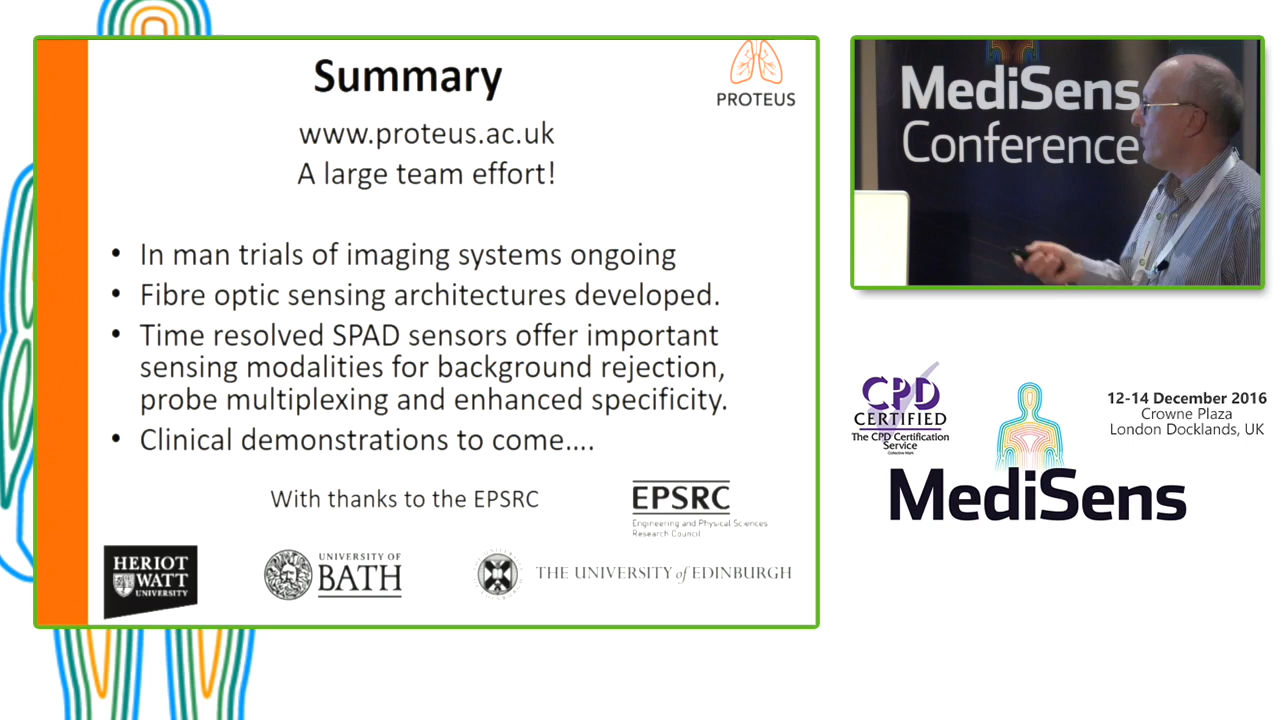 Summary
PROTEUS
www.proteus.ac.uk
A large team effort!
• In man trials of imaging systems ongoing
• Fibre optic sensing architectures developed.
• Time resolved SPAD sensors offer important
sensing modalities for background rejection,
probe multiplexing and enhanced specificity.
• Clinical demonstrations to come....
With thanks to the EPSRC
EPSRC
Engineering and Physical Sciences
Research Council
HERIOT
WATT
UNIVERSITY
UNIVERSITY OF
BATH
THE UNIVERSITY of EDINBURGH
MediSens
Conference
CPD
CERTIFIED
The CPD Certification
Service
Collective Mark
12-14 December 2016
Crowne Plaza
London Docklands, UK
MediSens